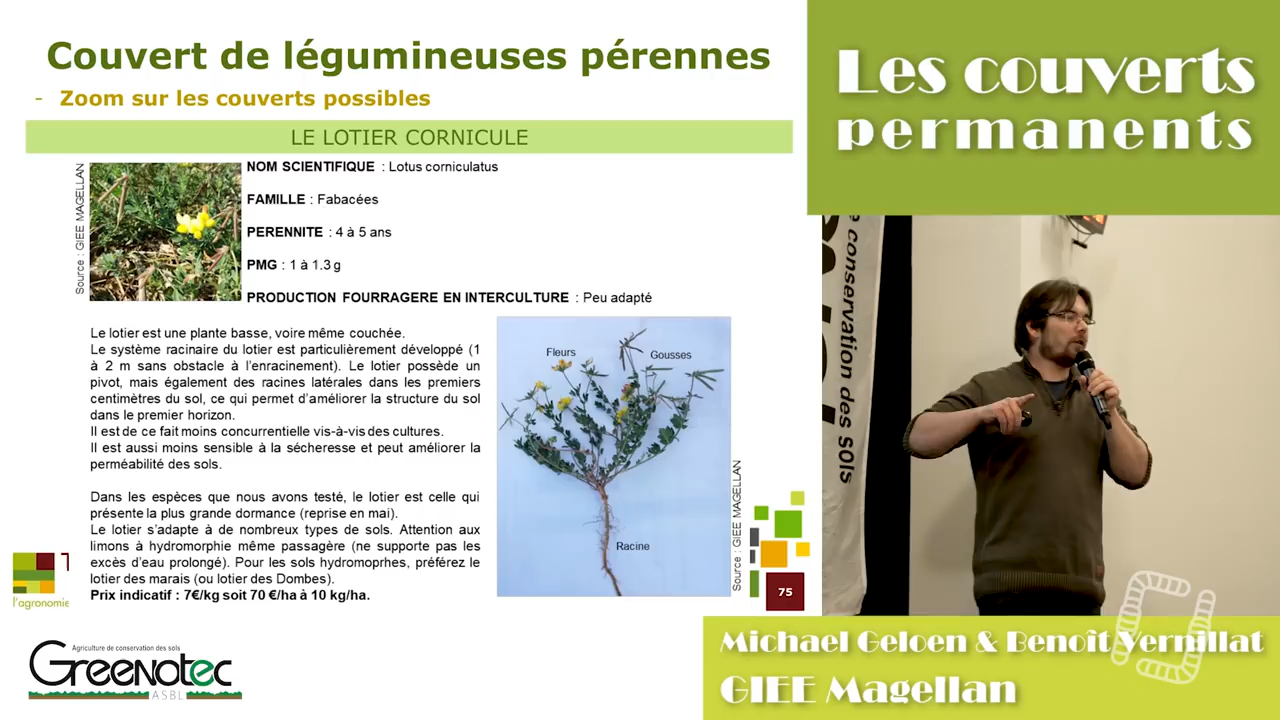 Couvert de légumineuses pérennes
- Zoom sur les couverts possibles
LE LOTIER CORNICULE
Source : GIEE MAGELLAN
NOM SCIENTIFIQUE : Lotus corniculatus
FAMILLE : Fabacées
PERENNITE : 4 à 5 ans
PMG : 1 à 1.3 g
PRODUCTION FOURRAGERE EN INTERCULTURE : Peu adapté
Le lotier est une plante basse, voire même couchée.
Le système racinaire du lotier est particulièrement développé (1
à 2 m sans obstacle à l'enracinement). Le lotier possède un
pivot, mais également des racines latérales dans les premiers
centimètres du sol, ce qui permet d'améliorer la structure du sol
dans le premier horizon.
Il est de ce fait moins concurrentielle vis-à-vis des cultures.
Il est aussi moins sensible à la sécheresse et peut améliorer la
perméabilité des sols.
Dans les espèces que nous avons testé, le lotier est celle qui
présente la plus grande dormance (reprise en mai).
Le lotier s'adapte à de nombreux types de sols. Attention aux
limons à hydromorphie même passagère (ne supporte pas les
excès d'eau prolongé). Pour les sols hydromoprhes, préférez le
lotier des marais (ou lotier des Dombes).
Prix indicatif : 7€/kg soit 70 €/ha à 10 kg/ha.
Fleurs
Gousses
Racine
Source : GIEE MAGELLAN
75
l'agronomie
Agriculture de conservation des sols
Greenotec
ASBL
Les couverts
permanents
e conservation des sols
Michael Geloen & Benoît Vernillat
GIEE Magellan